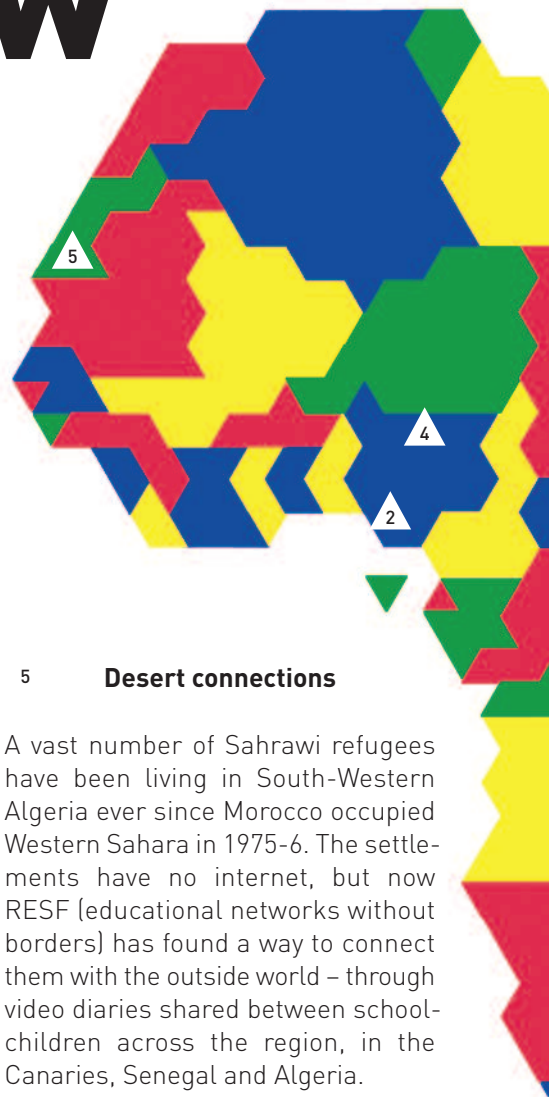 w
5
4
2
5 Desert connections
A vast number of Sahrawi refugees
have been living in South-Western
Algeria ever since Morocco occupied
Western Sahara in 1975-6. The settle-
ments have no internet, but now
RESF (educational networks without
borders) has found a way to connect
them with the outside world – through
video diaries shared between school-
children across the region, in the
Canaries, Senegal and Algeria.